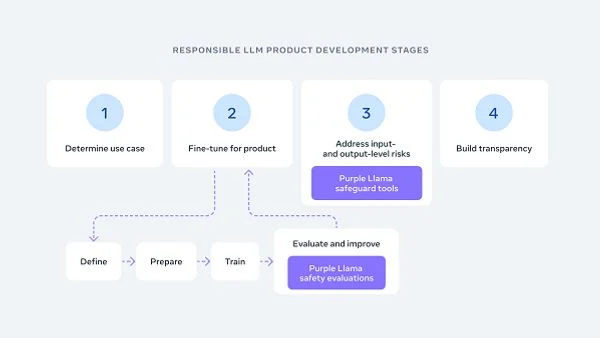 RESPONSIBLE LLM PRODUCT DEVELOPMENT STAGES
1
Determine use case
2
Fine-tune for product
3
Address input-
and output-level risks
Purple Llama
safeguard tools
4
Build transparency
Define
Prepare
Train
Evaluate and improve
Purple Llama
safety evaluations